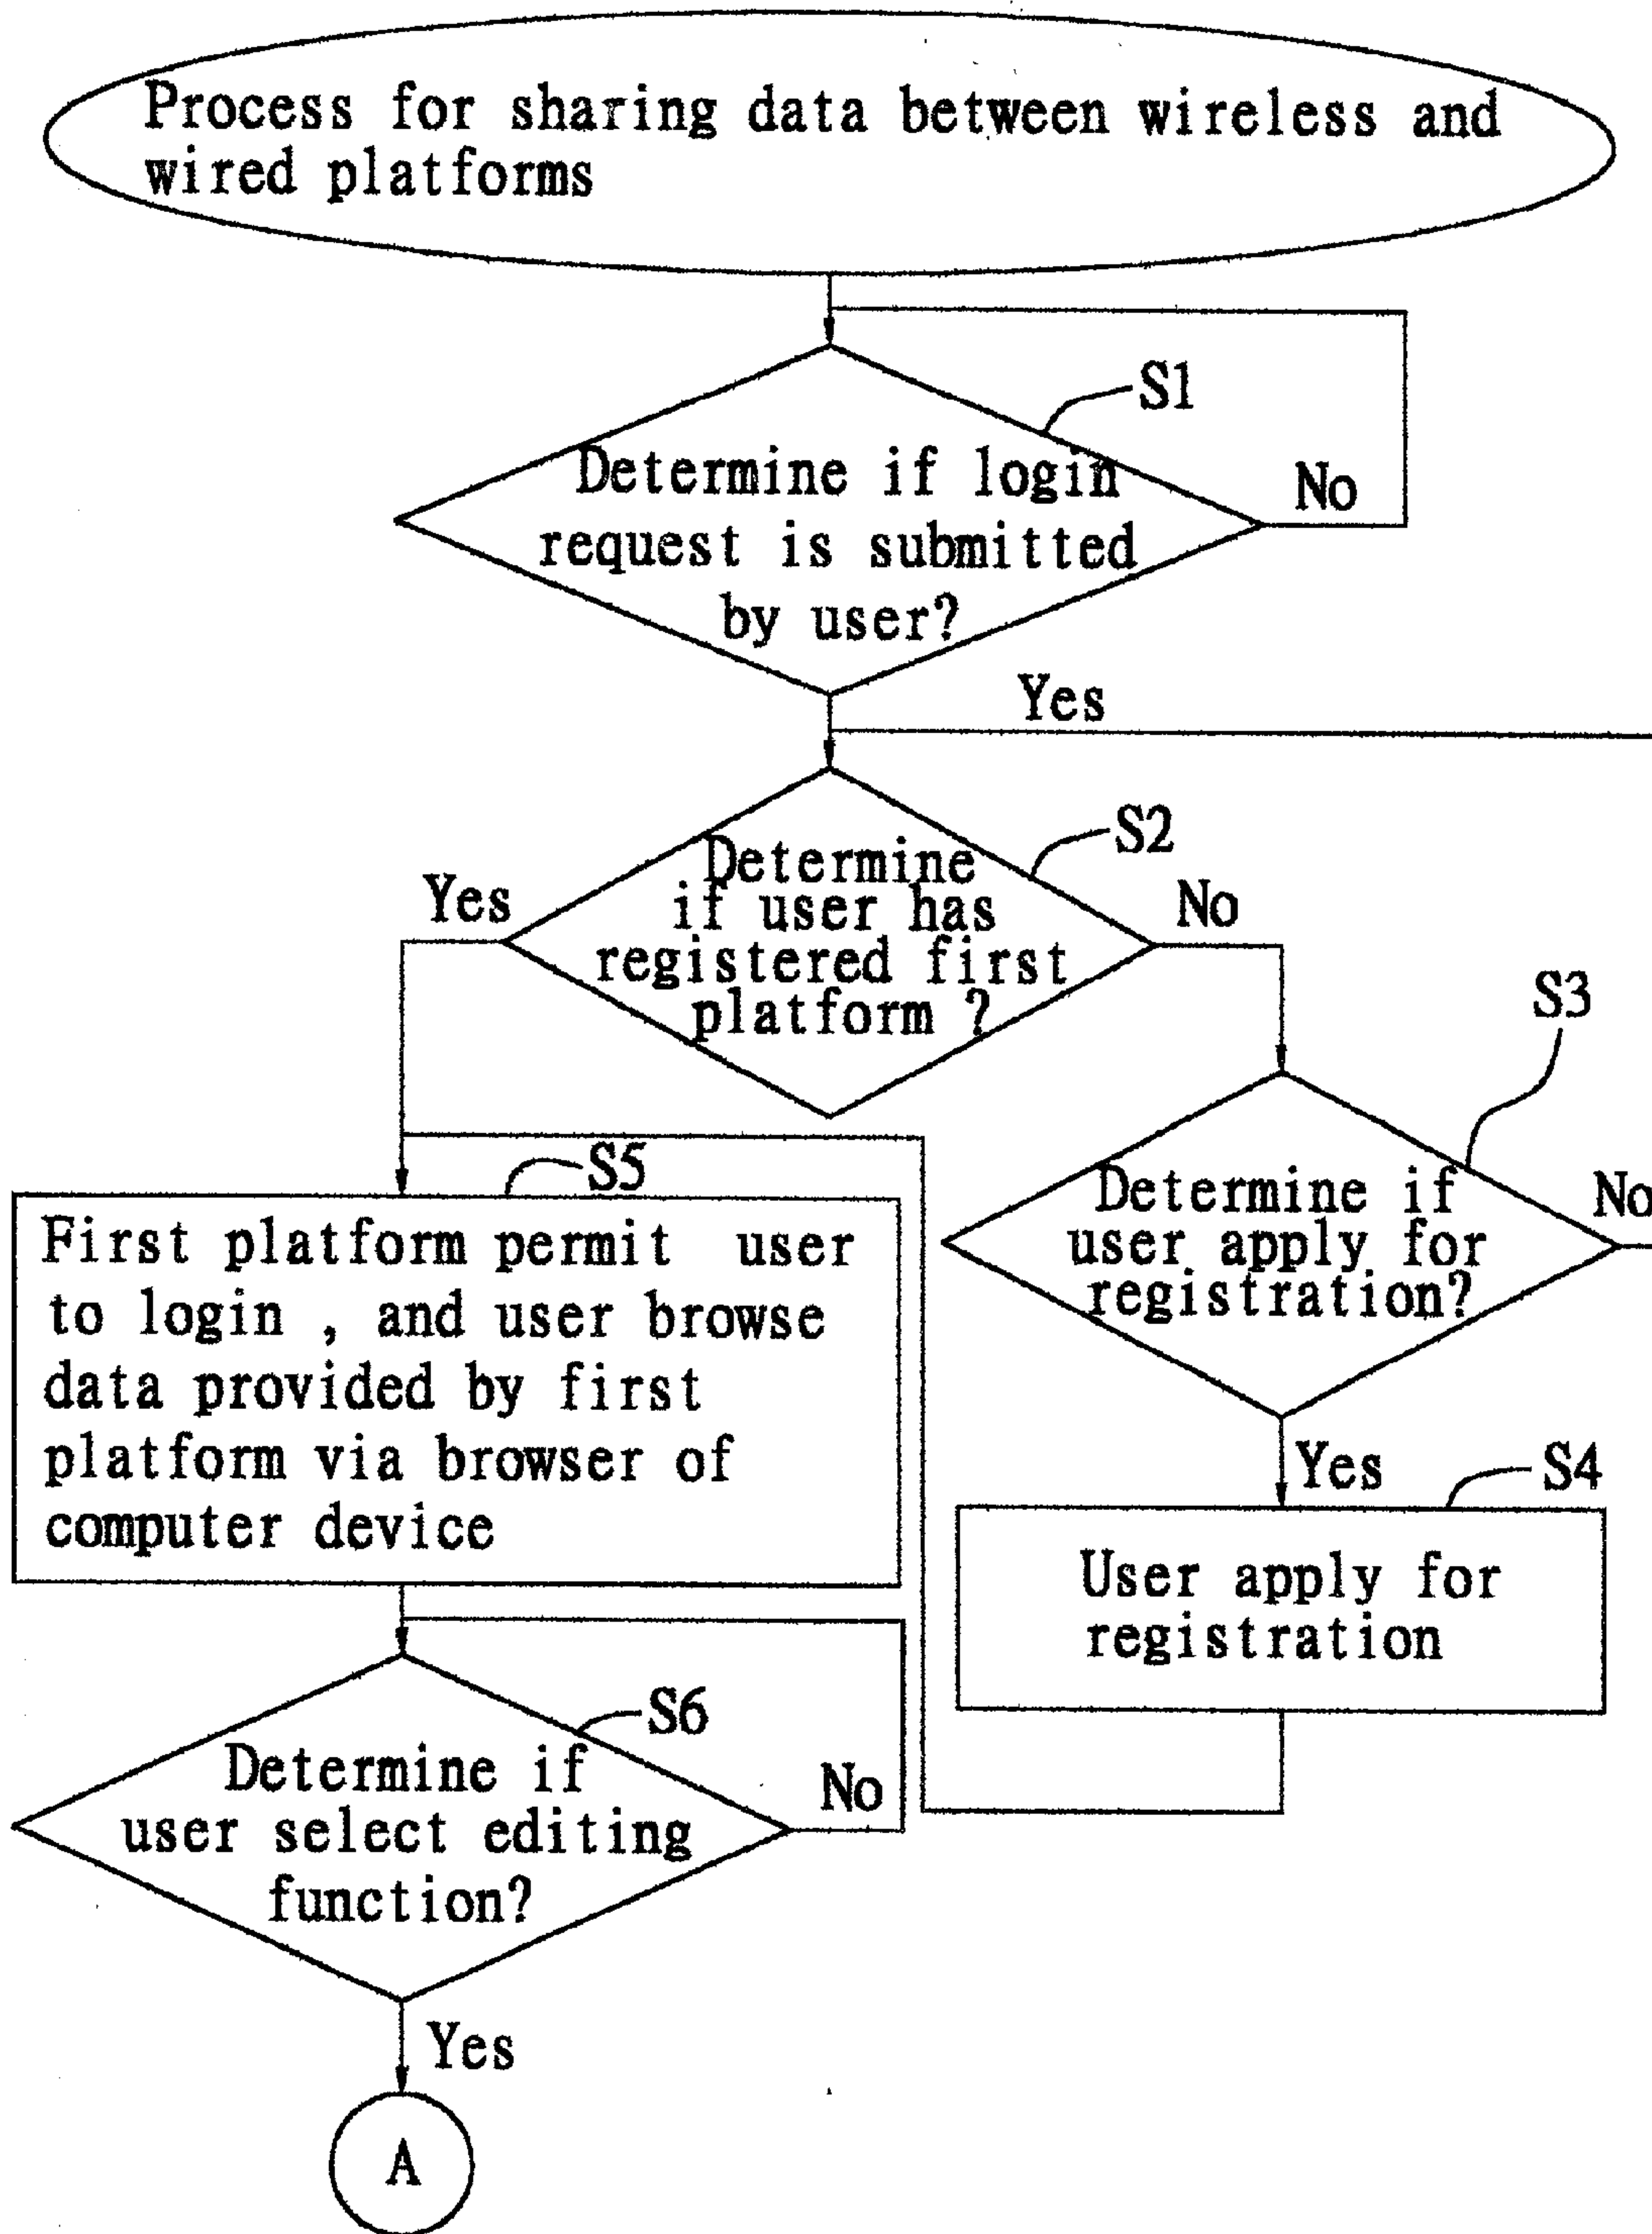 Process for sharing data between wireless and
wired platforms
S1
Determine if login
request is submitted
by user?
No
Yes
S2
Determine
if user has
registered first
platform ?
Yes
No
S3
Determine if
user apply for
registration?
No
Yes
S4
User apply for
registration
S5
First platform permit user
to login , and user browse
data provided by first
platform via browser of
computer device
S6
Determine if
user select editing
function?
No
Yes
A